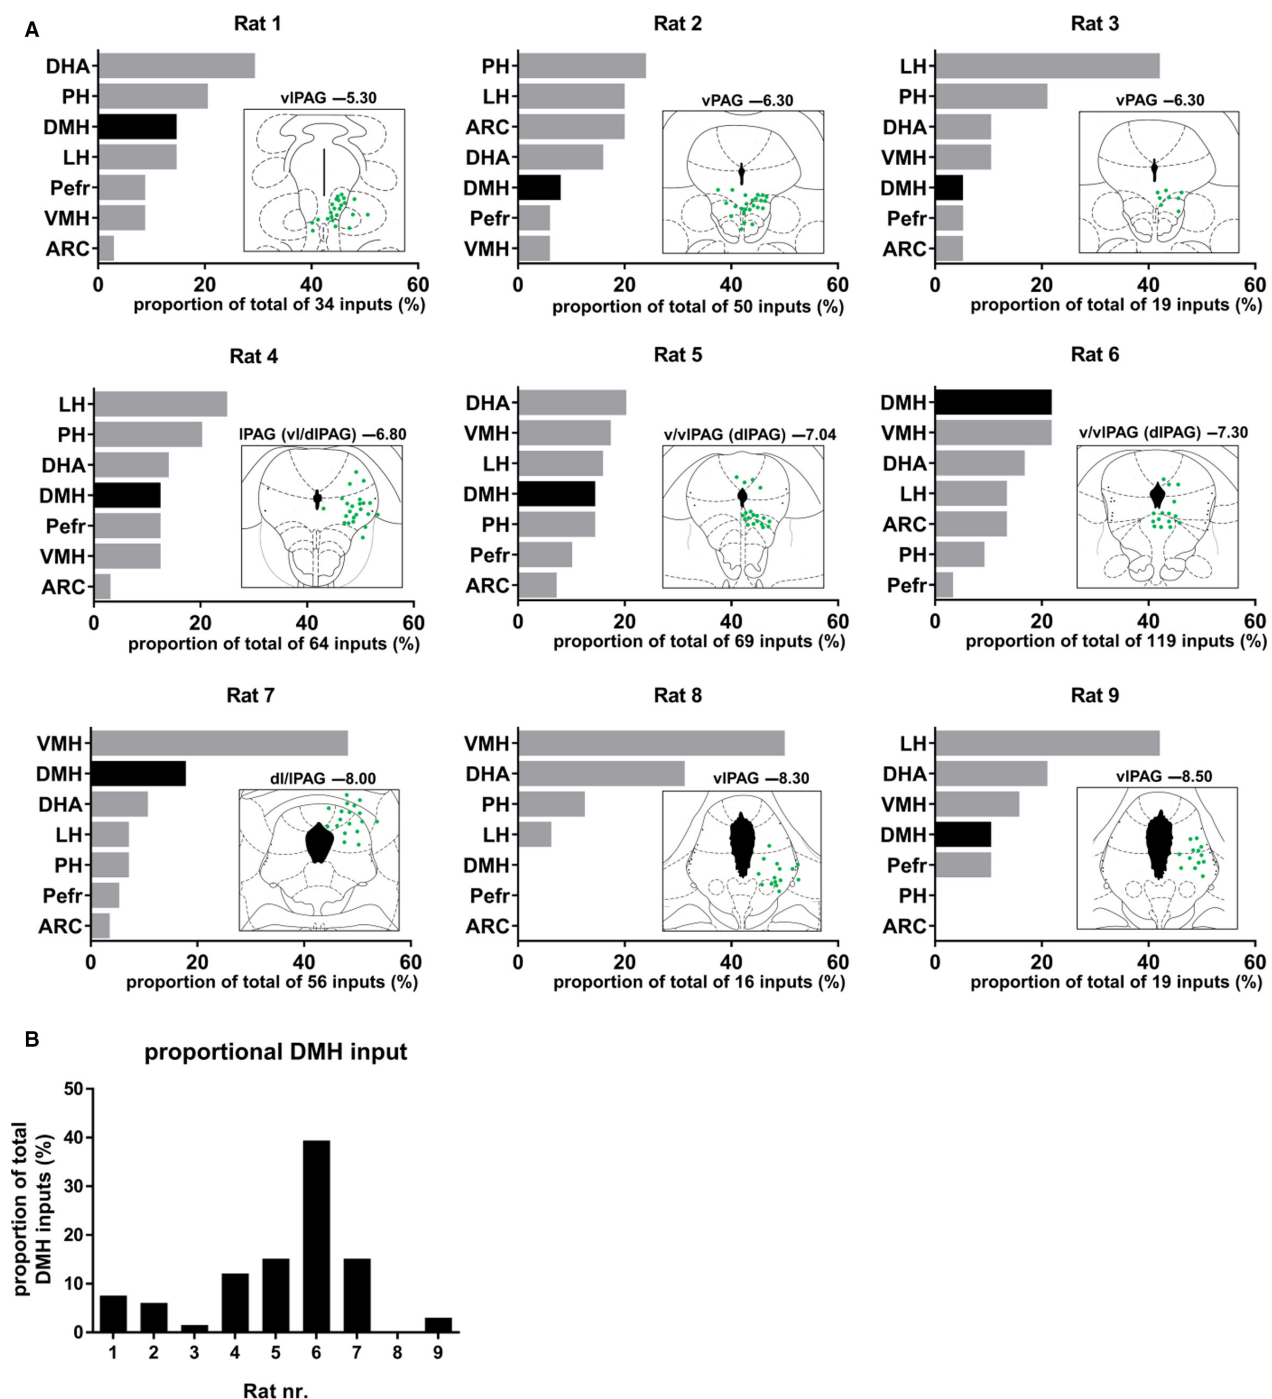 A
Rat 1
DHA
PH
DMH
LH
Pefr
VMH
ARC
vlPAG —5.30
0 20 40 60
proportion of total of 34 inputs (%)
Rat 2
PH
LH
ARC
DHA
DMH
Pefr
VMH
vPAG —6.30
0 20 40 60
proportion of total of 50 inputs (%)
Rat 3
LH
PH
DHA
VMH
DMH
Pefr
ARC
vPAG —6.30
0 20 40 60
proportion of total of 19 inputs (%)
Rat 4
LH
PH
DHA
DMH
Pefr
VMH
ARC
lPAG (vl/dlPAG) —6.80
0 20 40 60
proportion of total of 64 inputs (%)
Rat 5
DHA
VMH
LH
DMH
PH
Pefr
ARC
v/vlPAG (dlPAG) —7.04
0 20 40 60
proportion of total of 69 inputs (%)
Rat 6
DMH
VMH
DHA
LH
ARC
PH
Pefr
v/vlPAG (dlPAG) —7.30
0 20 40 60
proportion of total of 119 inputs (%)
Rat 7
VMH
DMH
DHA
LH
PH
Pefr
ARC
dl/lPAG —8.00
0 20 40 60
proportion of total of 56 inputs (%)
Rat 8
VMH
DHA
PH
LH
DMH
Pefr
ARC
vlPAG —8.30
0 20 40 60
proportion of total of 16 inputs (%)
Rat 9
LH
DHA
VMH
DMH
Pefr
PH
ARC
vlPAG —8.50
0 20 40 60
proportion of total of 19 inputs (%)
B
proportional DMH input
proportion of total
DMH inputs (%)
50
40
30
20
10
0
1 2 3 4 5 6 7 8 9
Rat nr.